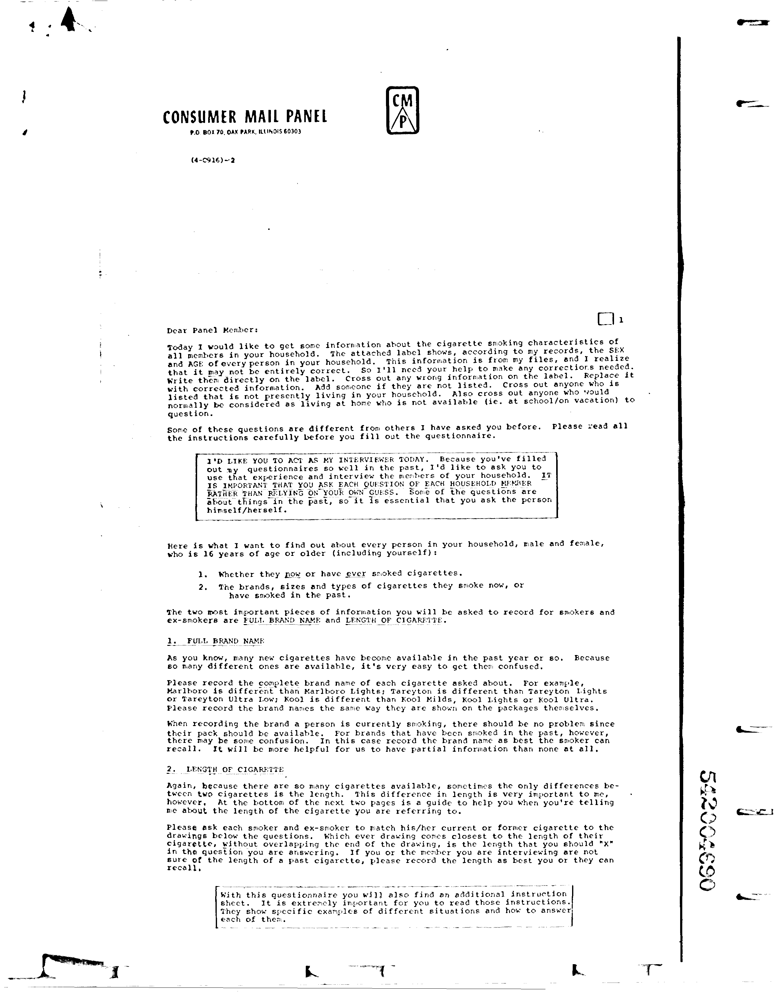 CONSUMER MAIL PANEL
P.O. BOX 70, OAK PARK, ILLINOIS 60303
CM
P
(4-C916)-2
1
Dear Panel Member:
Today I would like to get some information about the cigarette smoking characteristics of
all members in your household. The attached label shows, according to my records, the SEX
and AGE of every person in your household. This information is from my files, and I realize
that it may not be entirely correct. So I'll need your help to make any corrections needed.
Write them directly on the label. Cross out any wrong information on the label. Replace it
with corrected information. Add someone if they are not listed. Cross out anyone who is
listed that is not presently living in your household. Also cross out anyone who would
normally be considered as living at home who is not available (ie. at school/on vacation) to
question.
Some of these questions are different from others I have asked you before. Please read all
the instructions carefully before you fill out the questionnaire.
I'D LIKE YOU TO ACT AS MY INTERVIEWER TODAY. Because you've filled
out my questionnaires so well in the past, I'd like to ask you to
use that experience and interview the members of your household. IT
IS IMPORTANT THAT YOU ASK EACH QUESTION OF EACH HOUSEHOLD MEMBER
RATHER THAN RELYING ON YOUR OWN GUESS. Some of the questions are
about things in the past, so it is essential that you ask the person
himself/herself.
Here is what I want to find out about every person in your household, male and female,
who is 16 years of age or older (including yourself):
1. Whether they now or have ever smoked cigarettes.
2. The brands, sizes and types of cigarettes they smoke now, or
have smoked in the past.
The two most important pieces of information you will be asked to record for smokers and
ex-smokers are FULL BRAND NAME and LENGTH OF CIGARETTE.
1. FULL BRAND NAME
As you know, many new cigarettes have become available in the past year or so. Because
so many different ones are available, it's very easy to get them confused.
Please record the complete brand name of each cigarette asked about. For example,
Marlboro is different than Marlboro Lights; Tareyton is different than Tareyton Lights
or Tareyton Ultra Low; Kool is different than Kool Milds, Kool Lights or Kool Ultra.
Please record the brand names the same way they are shown on the packages themselves.
When recording the brand a person is currently smoking, there should be no problem since
their pack should be available. For brands that have been smoked in the past, however,
there may be some confusion. In this case record the brand name as best the smoker can
recall. It will be more helpful for us to have partial information than none at all.
2. LENGTH OF CIGARETTE
Again, because there are so many cigarettes available, sometimes the only differences be-
tween two cigarettes is the length. This difference in length is very important to me,
however. At the bottom of the next two pages is a guide to help you when you're telling
me about the length of the cigarette you are referring to.
Please ask each smoker and ex-smoker to match his/her current or former cigarette to the
drawings below the questions. Which ever drawing comes closest to the length of their
cigarette, without overlapping the end of the drawing, is the length that you should "X"
in the question you are answering. If you or the member you are interviewing are not
sure of the length of a past cigarette, please record the length as best you or they can
recall.
With this questionnaire you will also find an additional instruction
sheet. It is extremely important for you to read those instructions.
They show specific examples of different situations and how to answer
each of them.
542004690